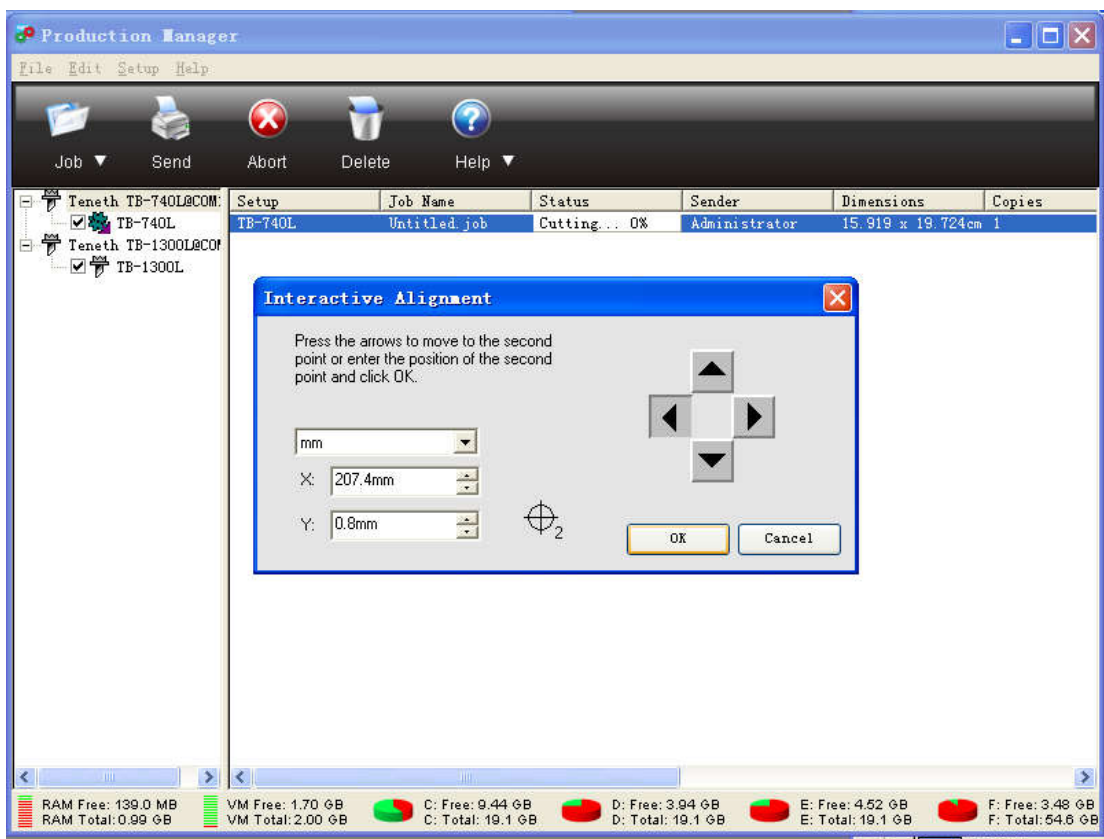 Production Manager
File Edit Setup Help
Job Send Abort Delete Help
Teneth TB-740L@COM
TB-740L
Teneth TB-1300L@COM
TB-1300L
Setup Job Name Status Sender Dimensions Copies
TB-740L Untitled.job Cutting... 0% Administrator 15.919 x 19.724cm 1
Interactive Alignment
Press the arrows to move to the second
point or enter the position of the second
point and click OK.
mm
X: 207.4mm
Y: 0.8mm
2
OK Cancel
RAM Free: 139.0 MB VM Free: 1.70 GB C: Free: 9.44 GB D: Free: 3.94 GB E: Free: 4.52 GB F: Free: 3.48 GB
RAM Total: 0.99 GB VM Total: 2.00 GB C: Total: 19.1 GB D: Total: 19.1 GB E: Total: 19.1 GB F: Total: 54.6 GB